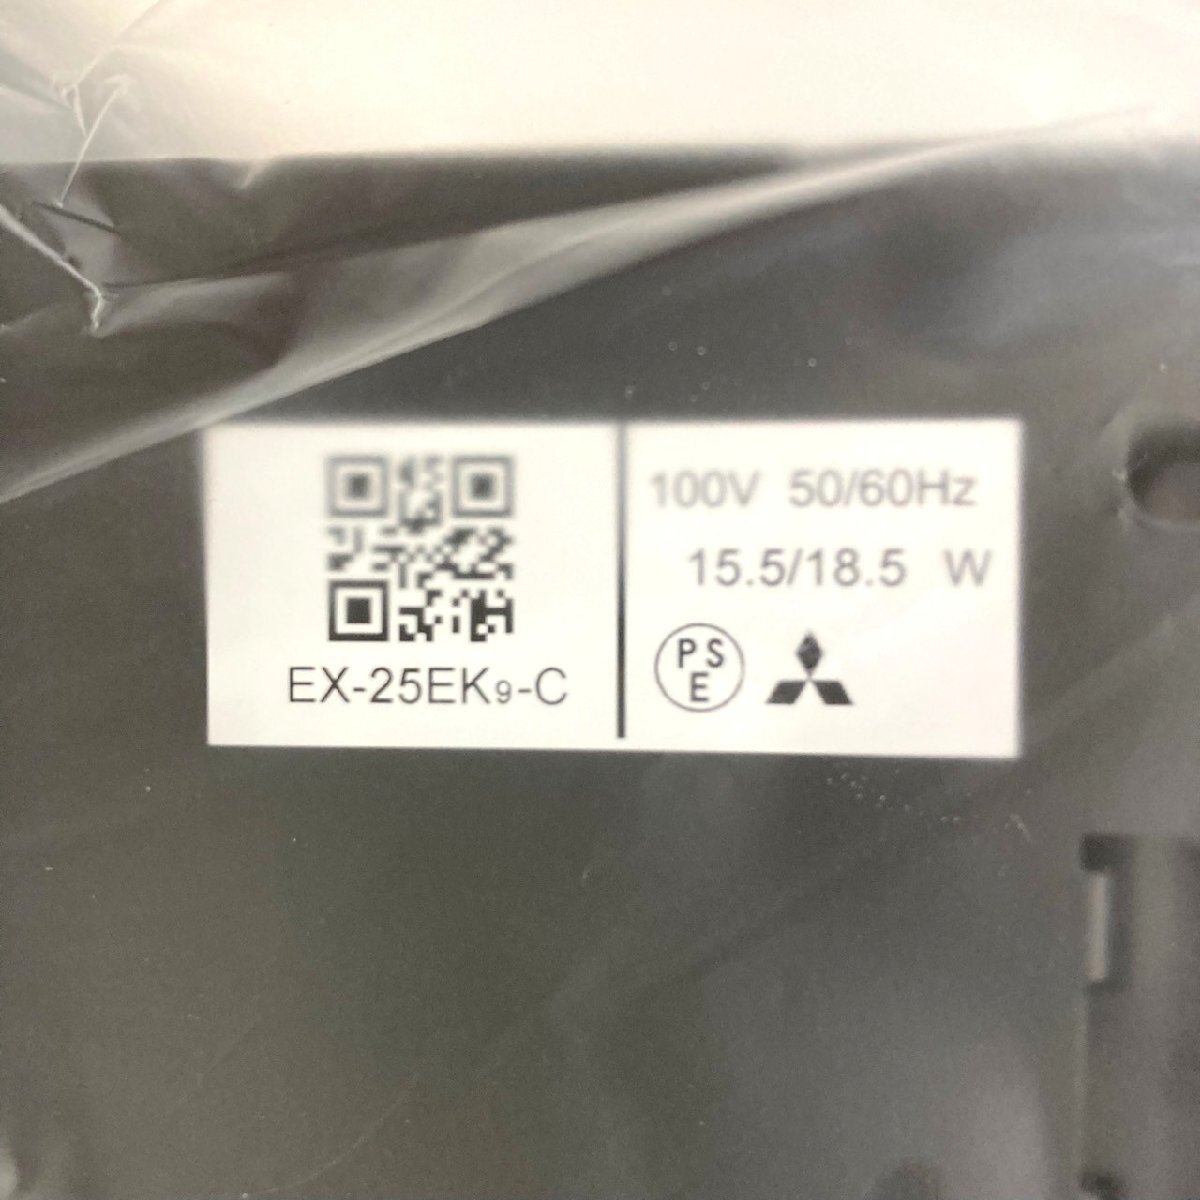 EX-25EK9-C
100V 50/60Hz
15.5/18.5 W
PS
E